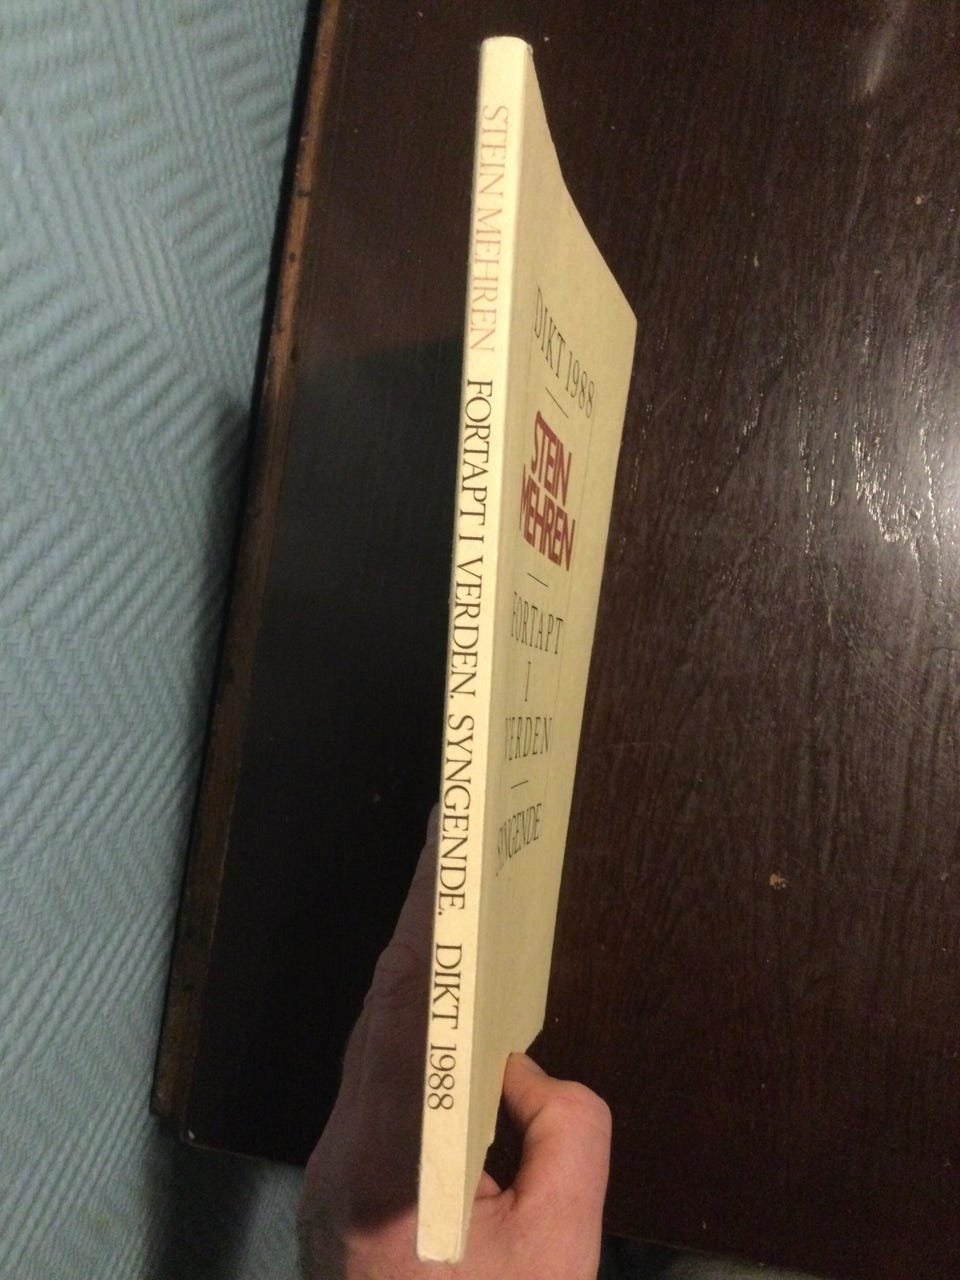 STEIN MEHREN FORTAPT I VERDEN. SYNGENDE. DIKT 1988
DIKT 1988
STEIN
MEHREN
FORTAPT
I
VERDEN
SYNGENDE